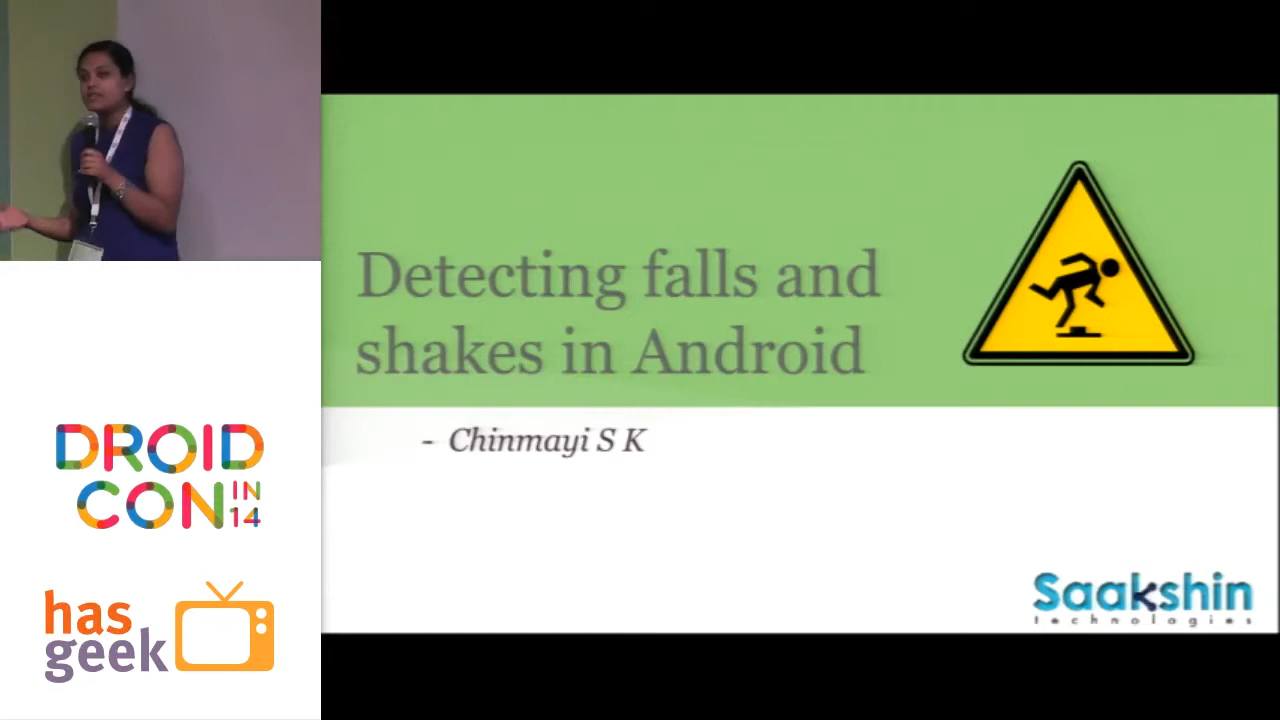 Detecting falls and
shakes in Android
- Chinmayi S K
Saakshin
technologies
DROID
CON IN
14
has
geek